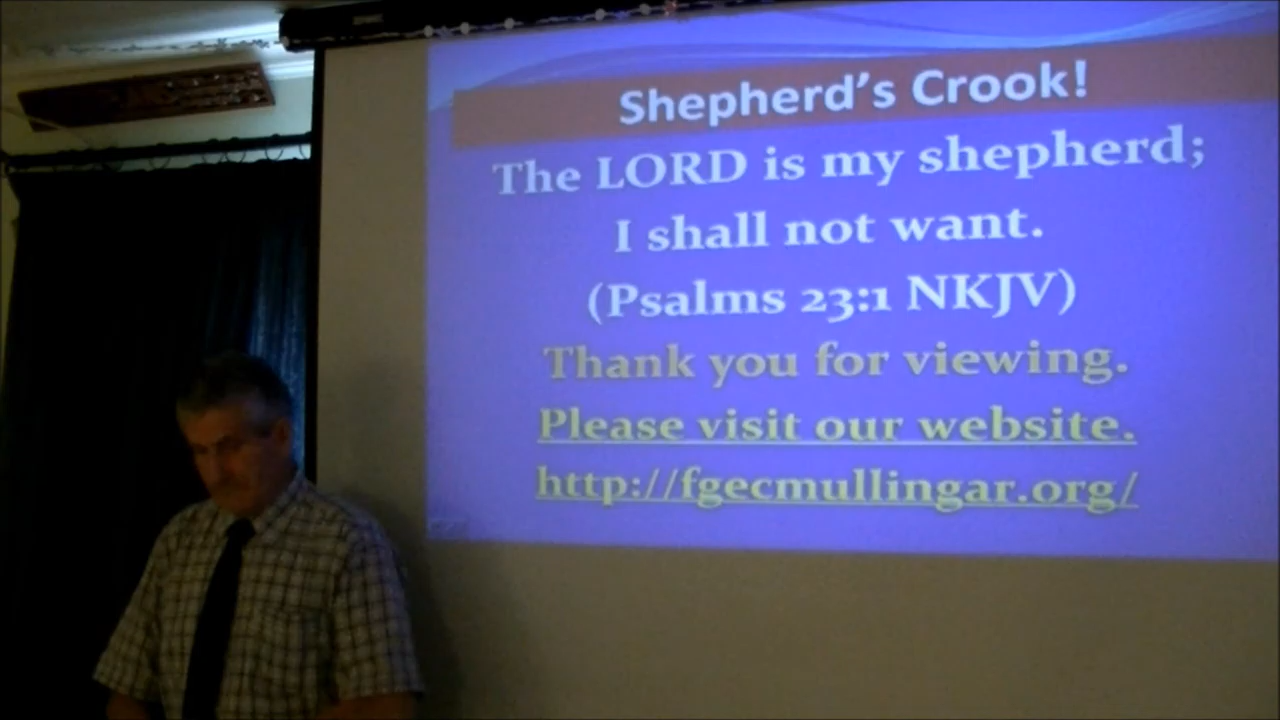 Shepherd's Crook!
The LORD is my shepherd;
I shall not want.
(Psalms 23:1 NKJV)
Thank you for viewing.
Please visit our website.
http://fgecmullingar.org/